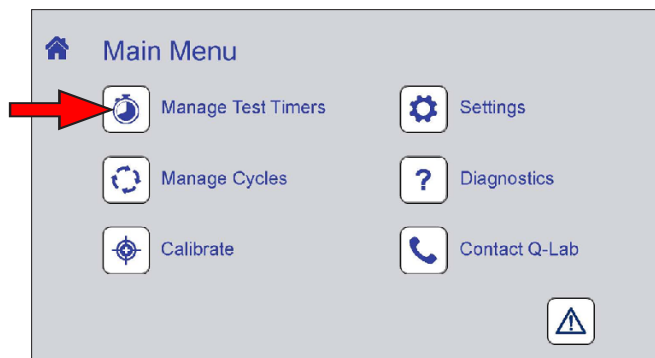 Main Menu
Manage Test Timers
Settings
Manage Cycles
?
Diagnostics
Calibrate
Contact Q-Lab